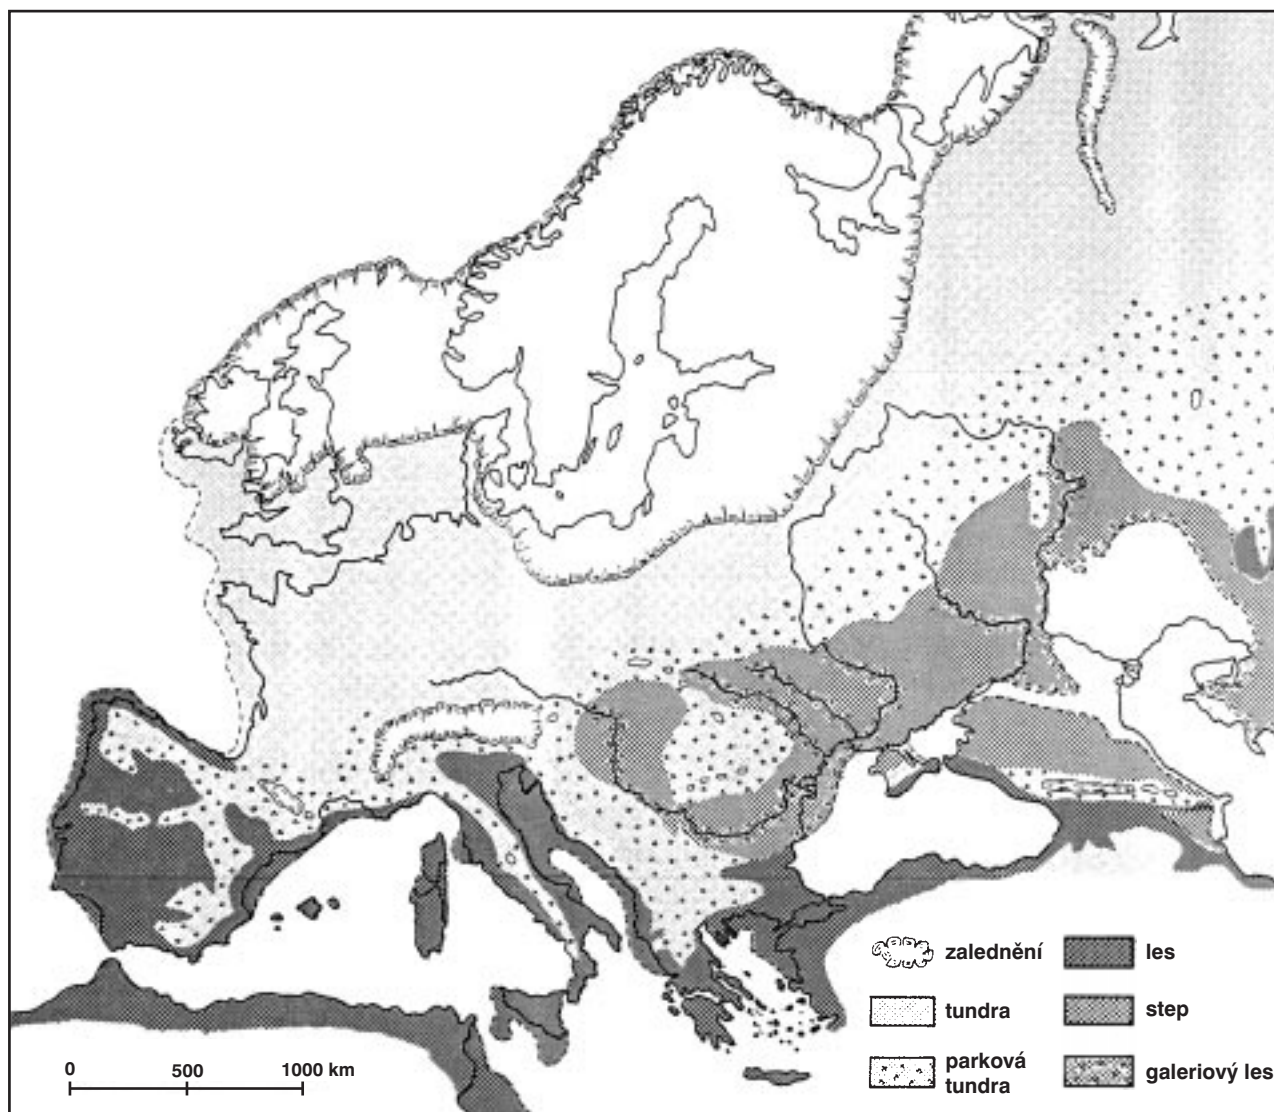 zalednění
les
tundra
step
parková
tundra
galeriový les
0
500
1000 km